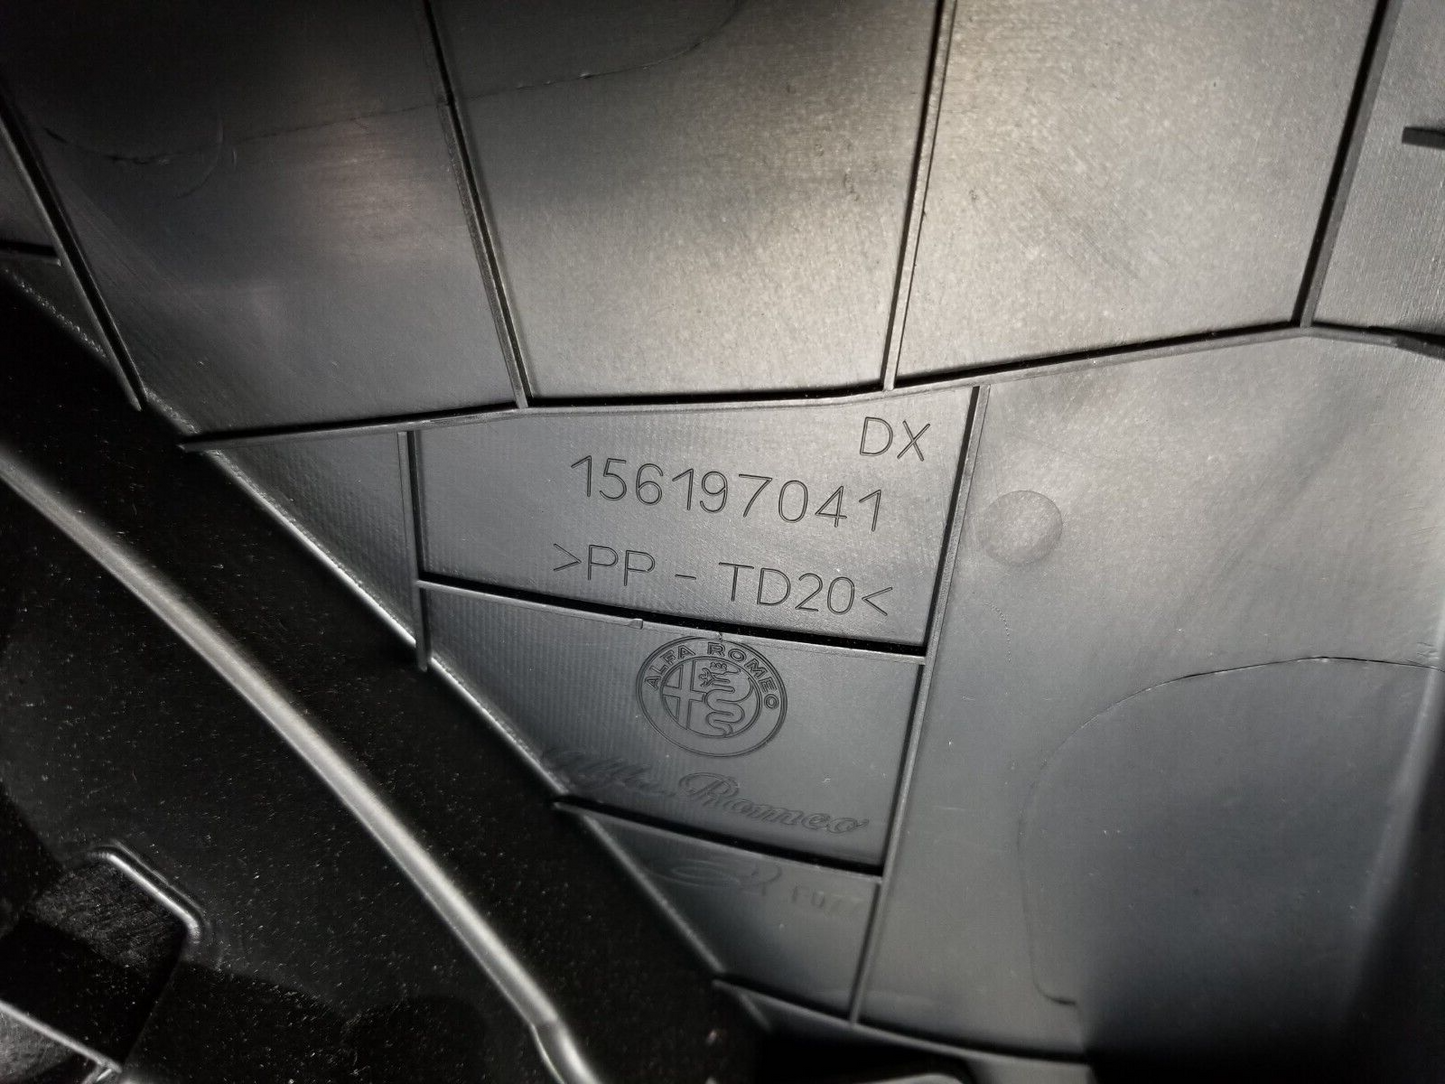 DX
156197041
>PP - TD20<
ALFA ROMEO
Alfa Romeo